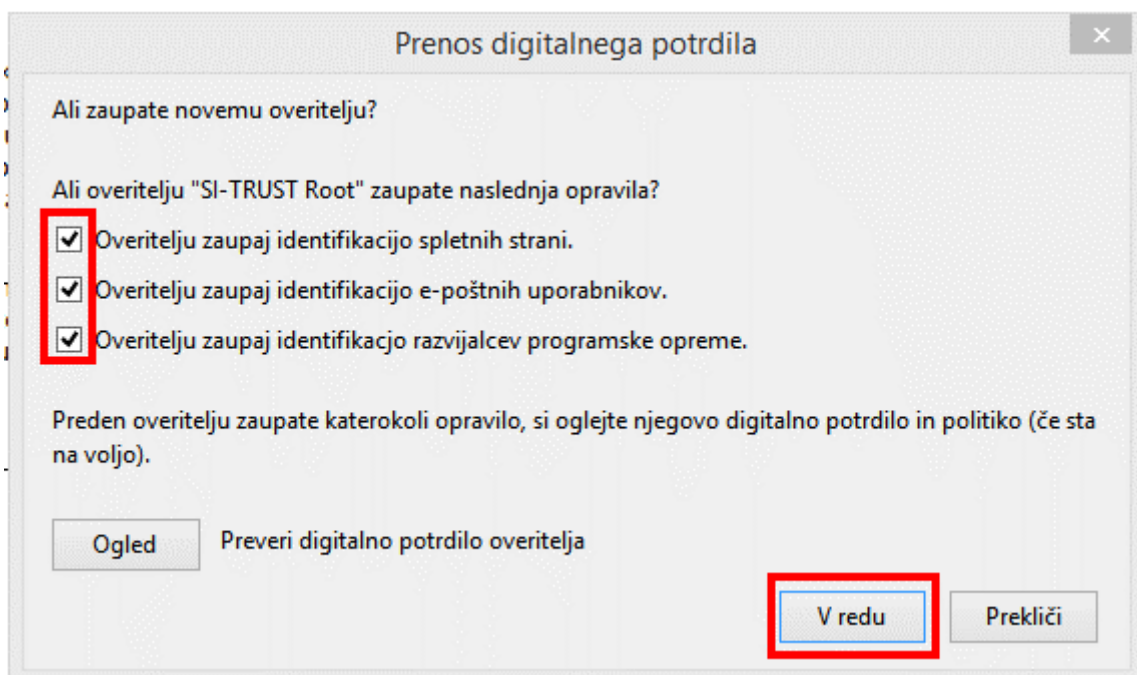 Prenos digitalnega potrdila
Ali zaupate novemu overitelju?
Ali overitelju "SI-TRUST Root" zaupate naslednja opravila?
Overitelju zaupaj identifikacijo spletnih strani.
Overitelju zaupaj identifikacijo e-poštnih uporabnikov.
Overitelju zaupaj identifikacjo razvijalcev programske opreme.
Preden overitelju zaupate katerokoli opravilo, si oglejte njegovo digitalno potrdilo in politiko (če sta
na voljo).
Ogled Preveri digitalno potrdilo overitelja
V redu Prekliči